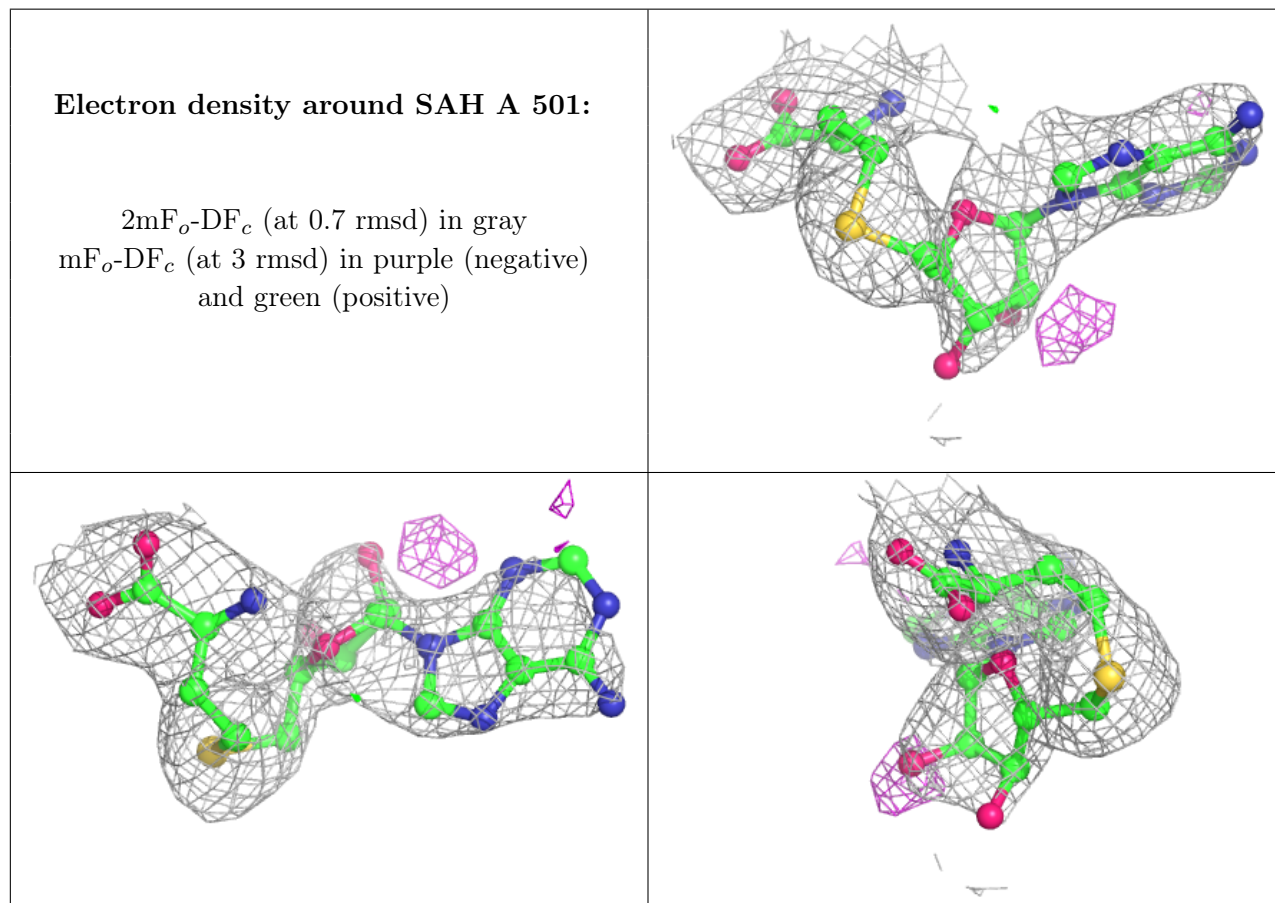 Electron density around SAH A 501:
2mFo-DFc (at 0.7 rmsd) in gray
mFo-DFc (at 3 rmsd) in purple (negative)
and green (positive)